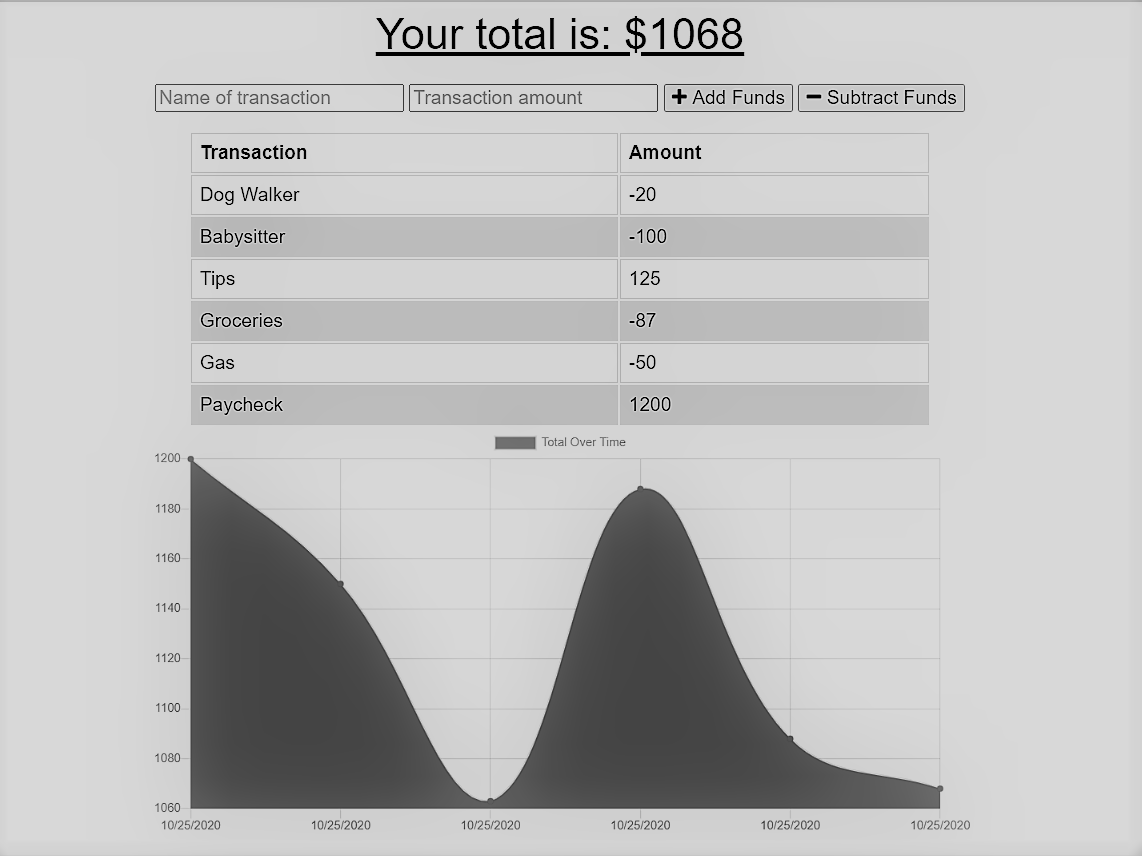 Your total is: $1068
Name of transaction Transaction amount + Add Funds − Subtract Funds
Transaction Amount
Dog Walker -20
Babysitter -100
Tips 125
Groceries -87
Gas -50
Paycheck 1200
Total Over Time
1200
1180
1160
1140
1120
1100
1080
1060
10/25/2020 10/25/2020 10/25/2020 10/25/2020 10/25/2020 10/25/2020